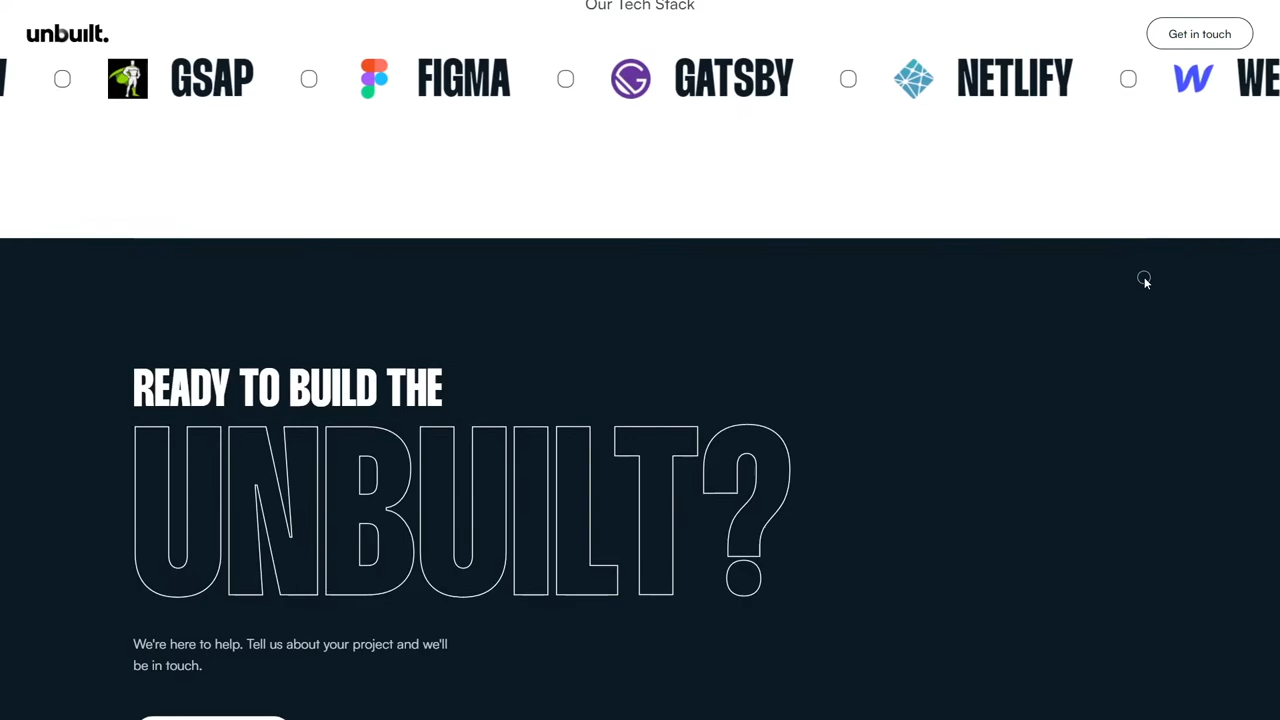 Our Tech Stack
unbuilt.
Get in touch
GSAP FIGMA GATSBY NETLIFY
READY TO BUILD THE
UNBUILT?
We're here to help. Tell us about your project and we'll
be in touch.